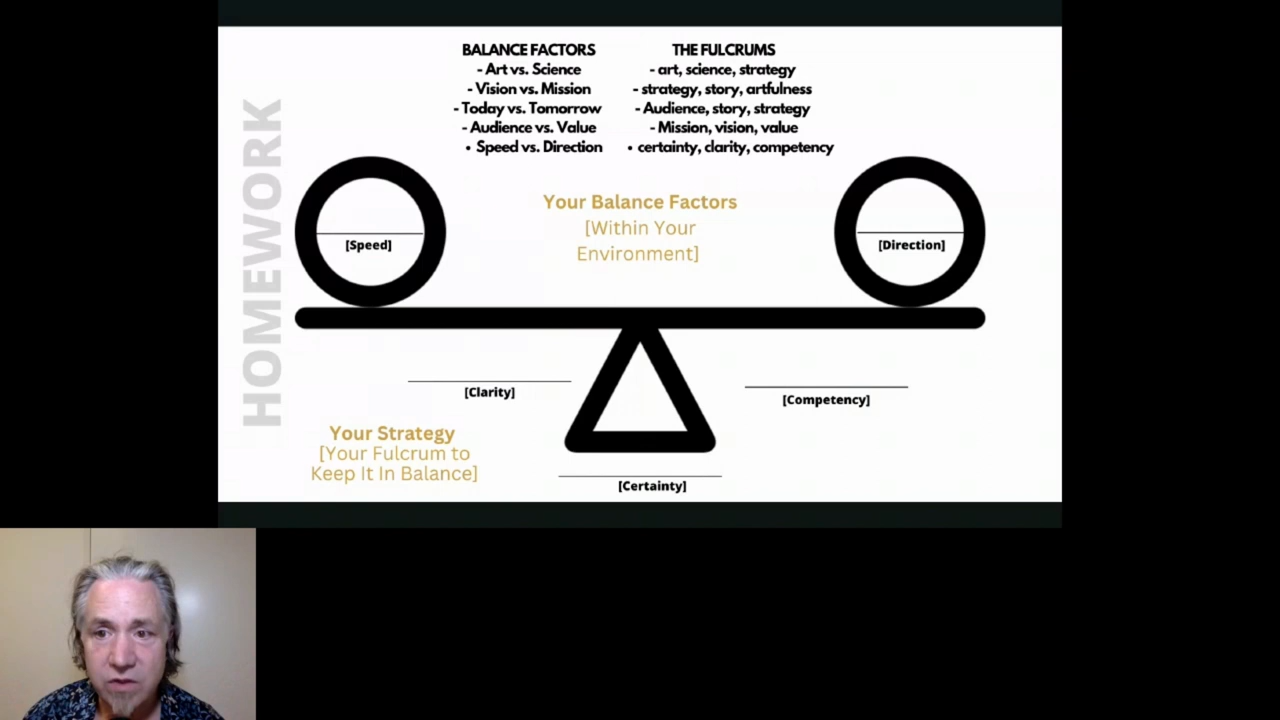 HOMEWORK
BALANCE FACTORS
- Art vs. Science
- Vision vs. Mission
- Today vs. Tomorrow
- Audience vs. Value
• Speed vs. Direction
THE FULCRUMS
- art, science, strategy
- strategy, story, artfulness
- Audience, story, strategy
- Mission, vision, value
• certainty, clarity, competency
Your Balance Factors
[Within Your
Environment]
[Speed]
[Direction]
[Clarity]
[Competency]
Your Strategy
[Your Fulcrum to
Keep It In Balance]
[Certainty]